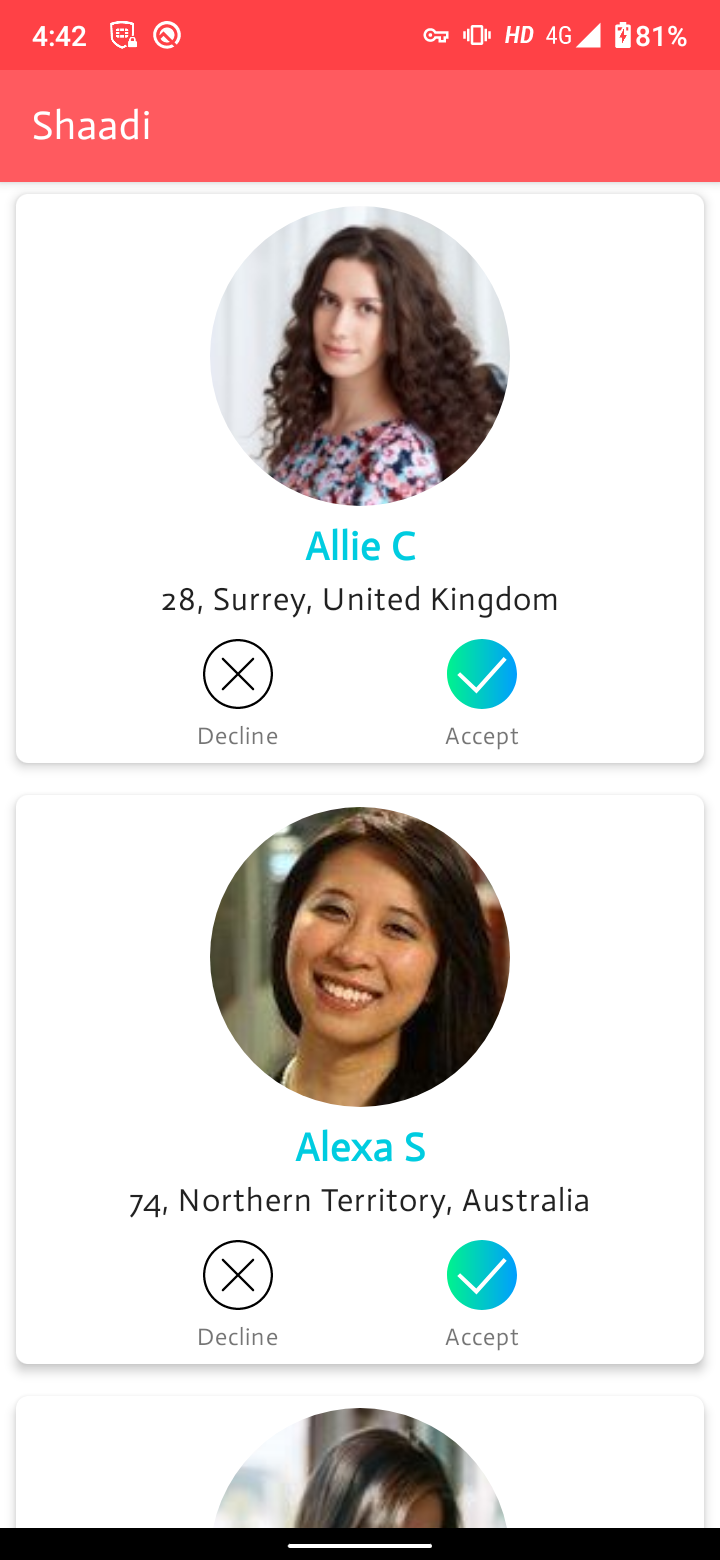 4:42 HD 4G 81%
Shaadi
Allie C
28, Surrey, United Kingdom
Decline Accept
Alexa S
74, Northern Territory, Australia
Decline Accept